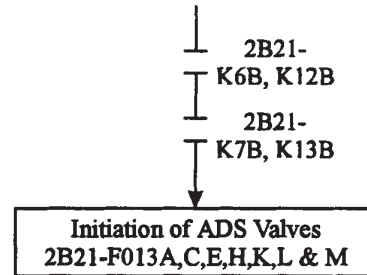 2B21-
K6B, K12B
2B21-
K7B, K13B
Initiation of ADS Valves
2B21-F013A,C,E,H,K,L & M